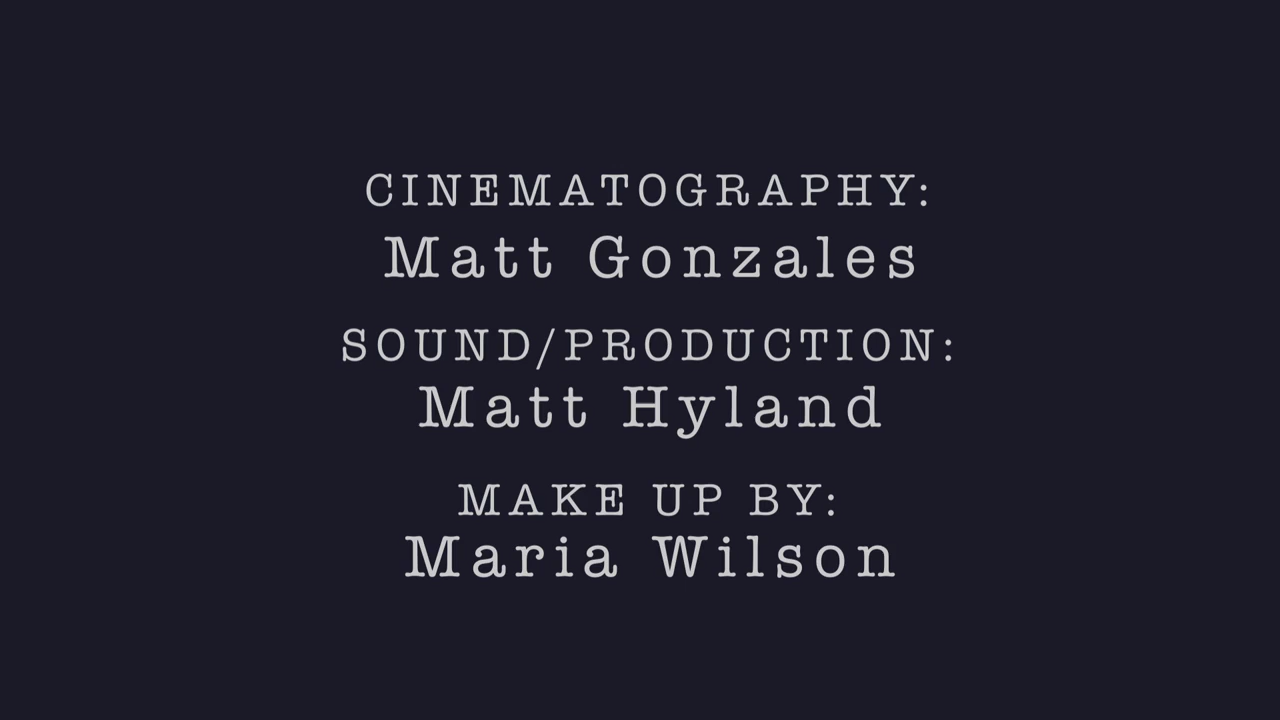 CINEMATOGRAPHY:
Matt Gonzales
SOUND/PRODUCTION:
Matt Hyland
MAKE UP BY:
Maria Wilson